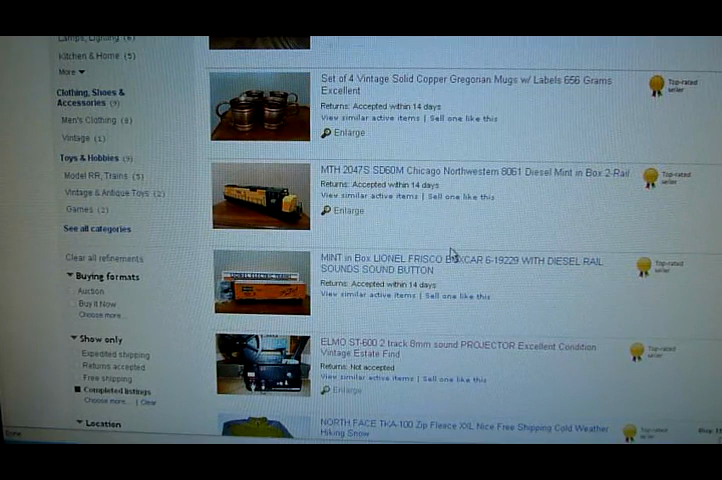 Lamps, Lighting (6)
Kitchen & Home (5)
More
Clothing, Shoes &
Accessories (9)
Men's Clothing (8)
Vintage (1)
Toys & Hobbies (9)
Model RR, Trains (5)
Vintage & Antique Toys (2)
Games (2)
See all categories
Clear all refinements
Buying formats
Auction
Buy It Now
Choose more...
Show only
Expedited shipping
Returns accepted
Free shipping
Completed listings
Choose more... | Clear
Location
Done
Set of 4 Vintage Solid Copper Gregorian Mugs w/ Labels 656 Grams
Excellent
Returns: Accepted within 14 days
View similar active items | Sell one like this
Enlarge
Top-rated
seller
MTH 2047S SD60M Chicago Northwestern 8061 Diesel Mint in Box 2-Rail
Returns: Accepted within 14 days
View similar active items | Sell one like this
Enlarge
Top-rated
seller
MINT in Box LIONEL FRISCO BOXCAR 6-19229 WITH DIESEL RAIL
SOUNDS SOUND BUTTON
Returns: Accepted within 14 days
View similar active items | Sell one like this
Top-rated
seller
ELMO ST-600 2 track 8mm sound PROJECTOR Excellent Condition
Vintage Estate Find
Returns: Not accepted
View similar active items | Sell one like this
Enlarge
Top-rated
seller
NORTH FACE TKA-100 Zip Fleece XXL Nice Free Shipping Cold Weather
Hiking Snow
Top-rated
seller